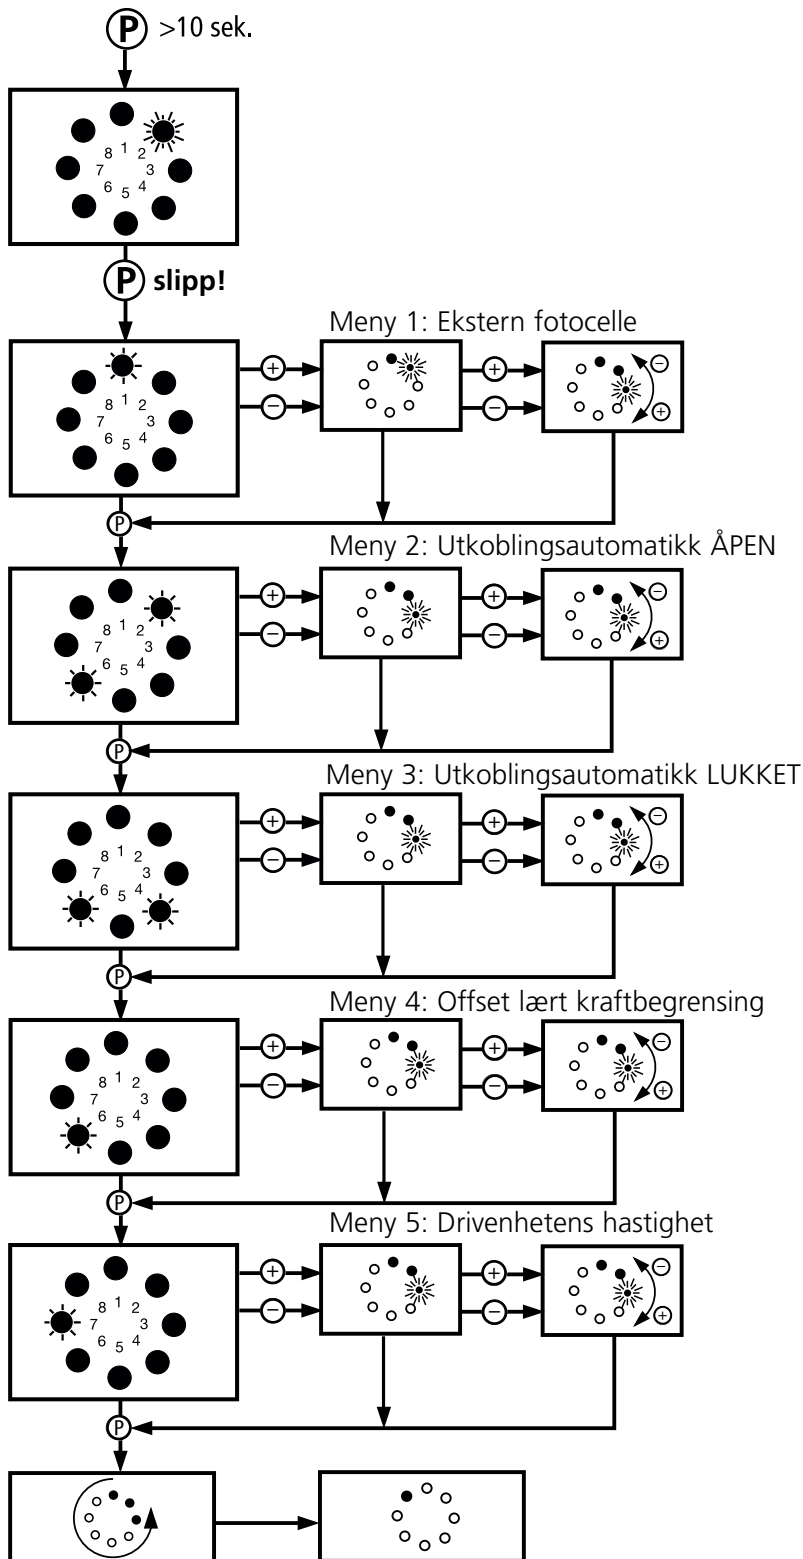 P >10 sek.
8 1 2
7 3
6 5 4
P slipp!
Meny 1: Ekstern fotocelle
8 1 2
7 3
6 5 4
+ + −
− − +
P
Meny 2: Utkoblingsautomatikk ÅPEN
8 1 2
7 3
6 5 4
+ + −
− − +
P
Meny 3: Utkoblingsautomatikk LUKKET
8 1 2
7 3
6 5 4
+ + −
− − +
P
Meny 4: Offset lært kraftbegrensing
8 1 2
7 3
6 5 4
+ + −
− − +
P
Meny 5: Drivenhetens hastighet
8 1 2
7 3
6 5 4
+ + −
− − +
P